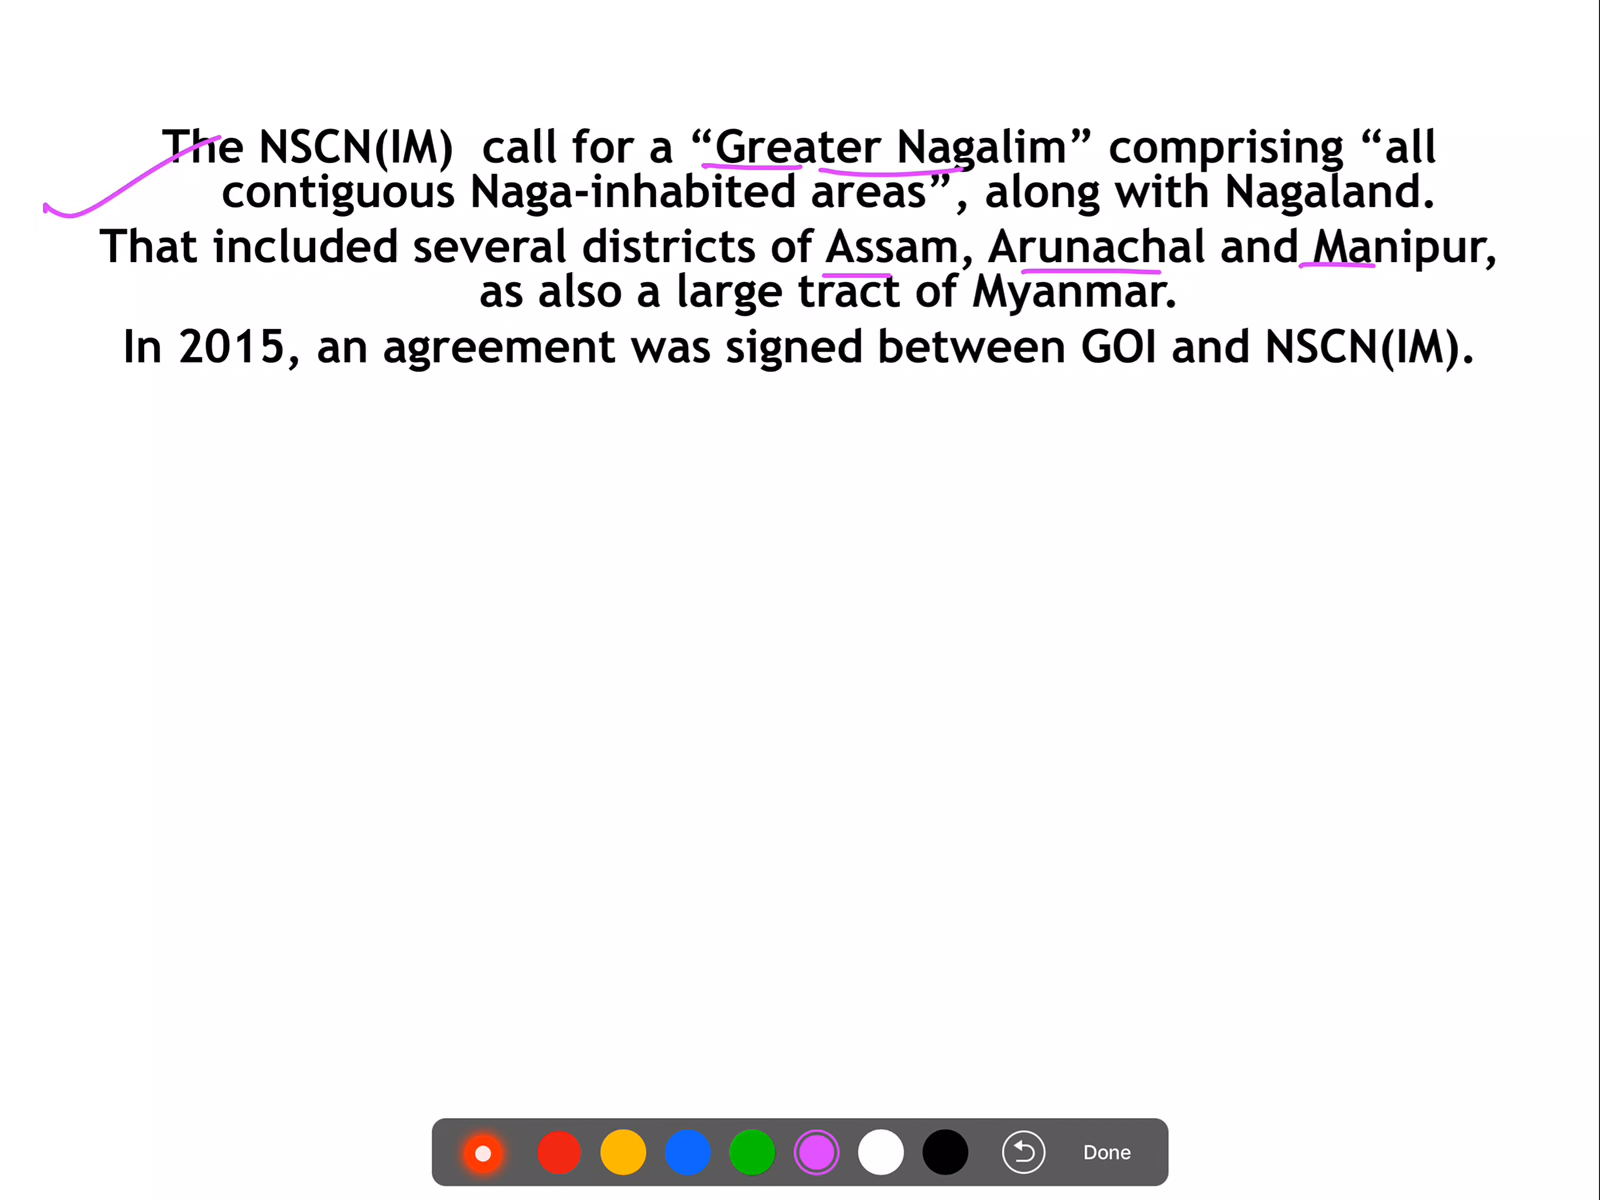 The NSCN(IM) call for a “Greater Nagalim” comprising “all
contiguous Naga-inhabited areas”, along with Nagaland.
That included several districts of Assam, Arunachal and Manipur,
as also a large tract of Myanmar.
In 2015, an agreement was signed between GOI and NSCN(IM).
Done